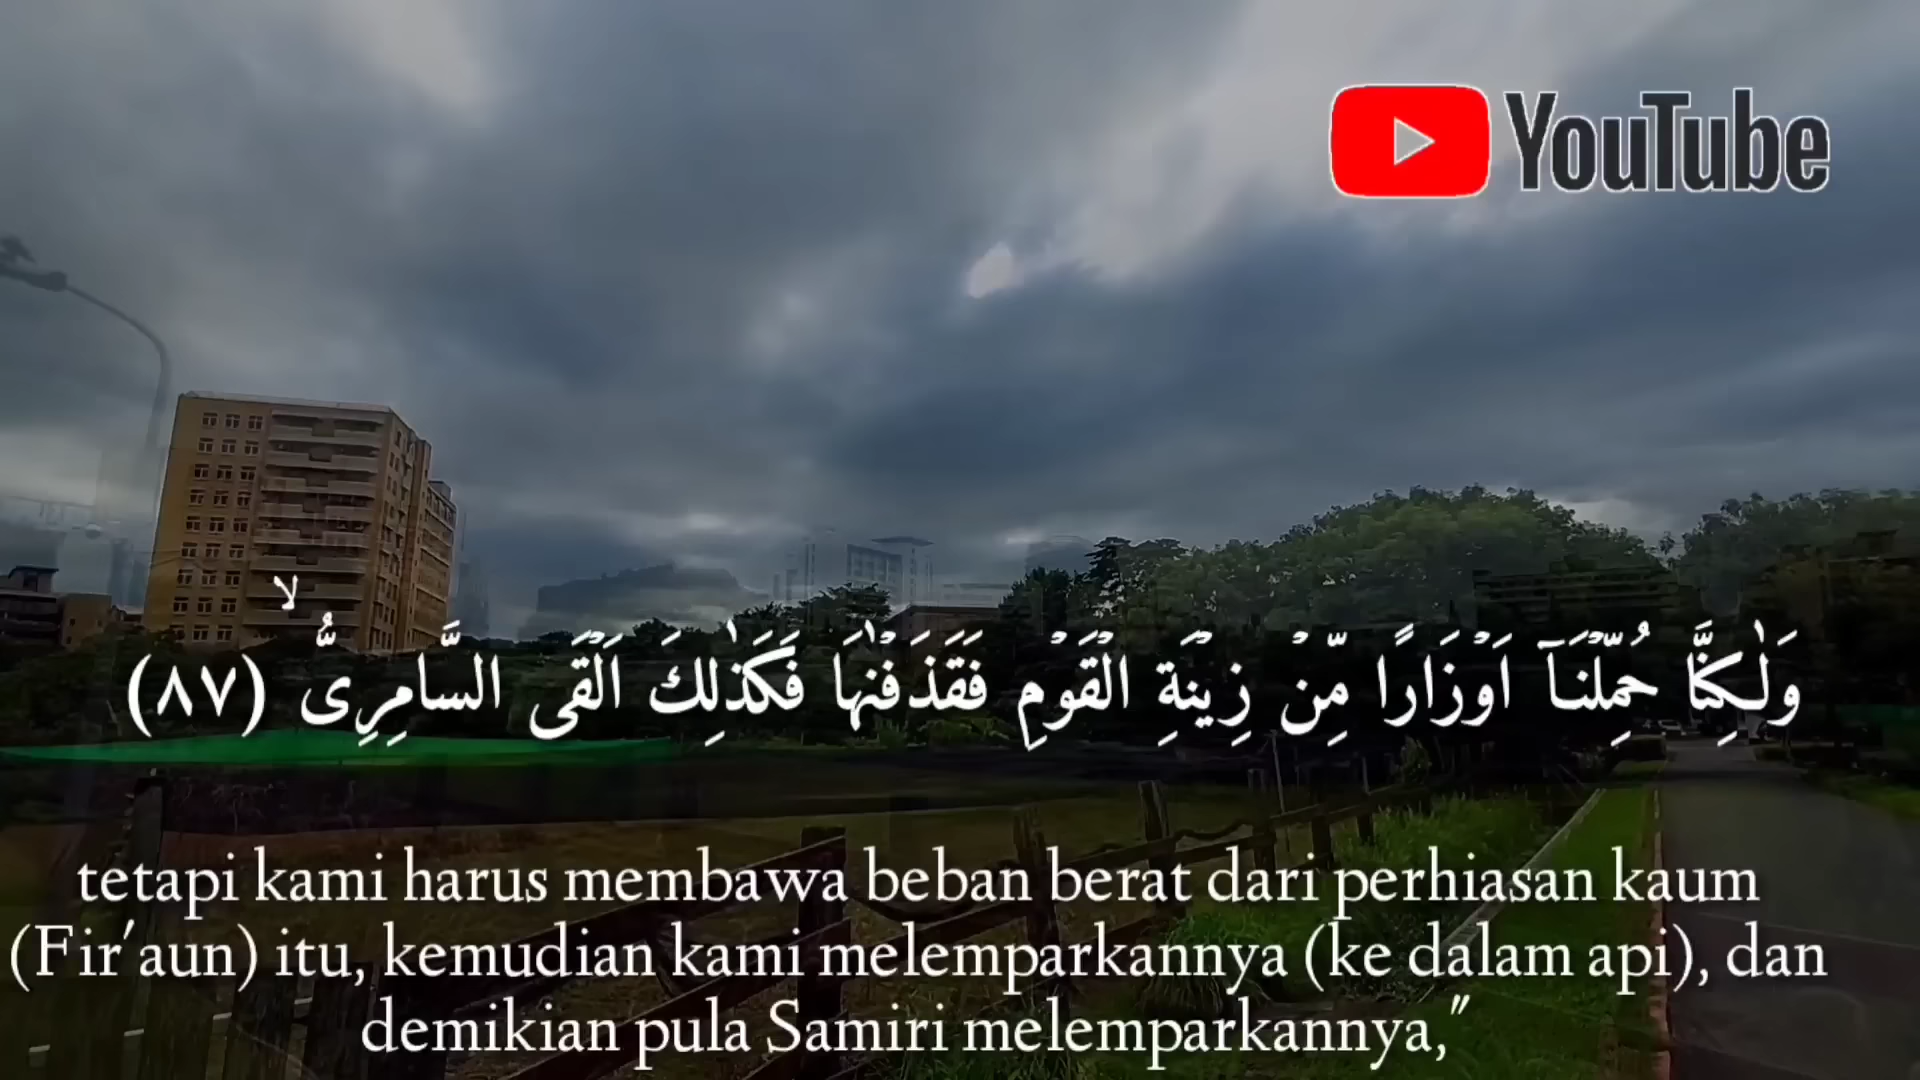 YouTube
وَلٰـكِنَّا حُمِّلْنَاۤ اَوْزَارًا مِّنْ زِيْنَةِ الْقَوْمِ فَقَذَفْنٰهَا فَكَذٰلِكَ اَلْقَى السَّامِرِىُّ ۙ (٨٧)
tetapi kami harus membawa beban berat dari perhiasan kaum
(Fir'aun) itu, kemudian kami melemparkannya (ke dalam api), dan
demikian pula Samiri melemparkannya,"